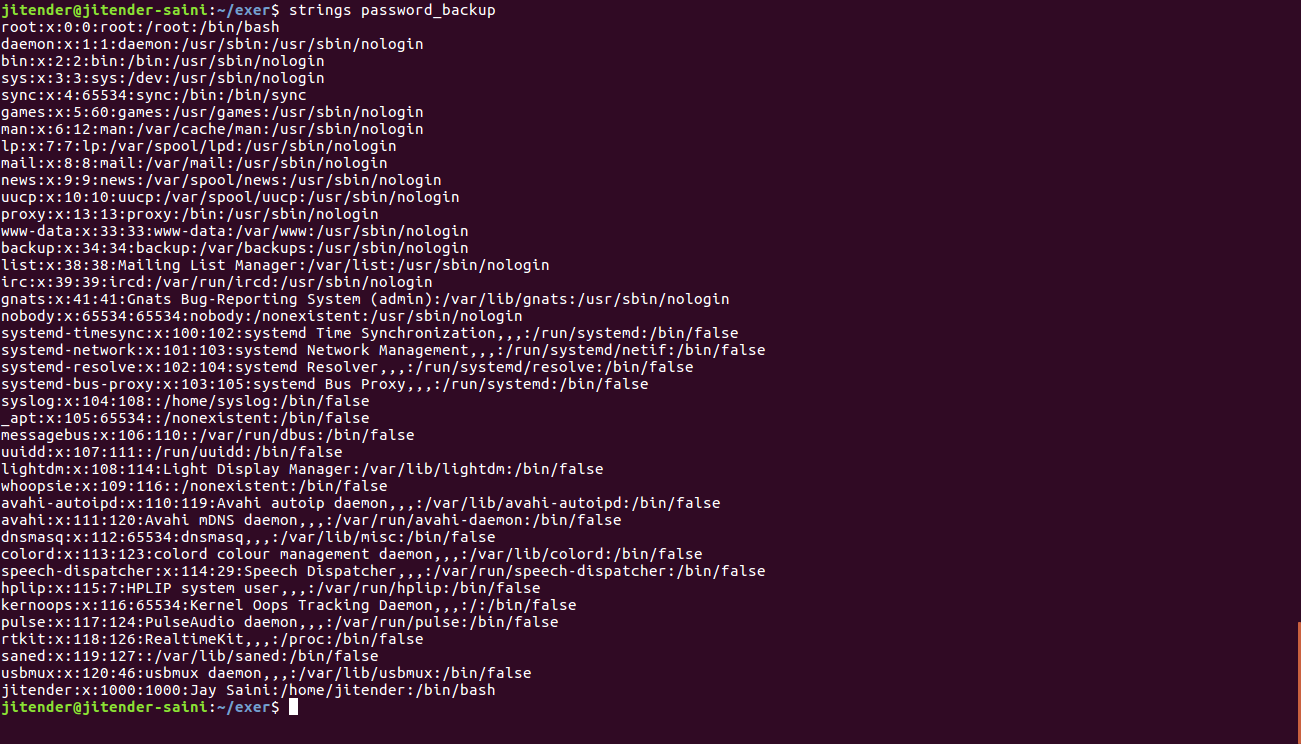 jitender@jitender-saini:~/exer$ strings password_backup
root:x:0:0:root:/root:/bin/bash
daemon:x:1:1:daemon:/usr/sbin:/usr/sbin/nologin
bin:x:2:2:bin:/bin:/usr/sbin/nologin
sys:x:3:3:sys:/dev:/usr/sbin/nologin
sync:x:4:65534:sync:/bin:/bin/sync
games:x:5:60:games:/usr/games:/usr/sbin/nologin
man:x:6:12:man:/var/cache/man:/usr/sbin/nologin
lp:x:7:7:lp:/var/spool/lpd:/usr/sbin/nologin
mail:x:8:8:mail:/var/mail:/usr/sbin/nologin
news:x:9:9:news:/var/spool/news:/usr/sbin/nologin
uucp:x:10:10:uucp:/var/spool/uucp:/usr/sbin/nologin
proxy:x:13:13:proxy:/bin:/usr/sbin/nologin
www-data:x:33:33:www-data:/var/www:/usr/sbin/nologin
backup:x:34:34:backup:/var/backups:/usr/sbin/nologin
list:x:38:38:Mailing List Manager:/var/list:/usr/sbin/nologin
irc:x:39:39:ircd:/var/run/ircd:/usr/sbin/nologin
gnats:x:41:41:Gnats Bug-Reporting System (admin):/var/lib/gnats:/usr/sbin/nologin
nobody:x:65534:65534:nobody:/nonexistent:/usr/sbin/nologin
systemd-timesync:x:100:102:systemd Time Synchronization,,,:/run/systemd:/bin/false
systemd-network:x:101:103:systemd Network Management,,,:/run/systemd/netif:/bin/false
systemd-resolve:x:102:104:systemd Resolver,,,:/run/systemd/resolve:/bin/false
systemd-bus-proxy:x:103:105:systemd Bus Proxy,,,:/run/systemd:/bin/false
syslog:x:104:108::/home/syslog:/bin/false
_apt:x:105:65534::/nonexistent:/bin/false
messagebus:x:106:110::/var/run/dbus:/bin/false
uuidd:x:107:111::/run/uuidd:/bin/false
lightdm:x:108:114:Light Display Manager:/var/lib/lightdm:/bin/false
whoopsie:x:109:116::/nonexistent:/bin/false
avahi-autoipd:x:110:119:Avahi autoip daemon,,,:/var/lib/avahi-autoipd:/bin/false
avahi:x:111:120:Avahi mDNS daemon,,,:/var/run/avahi-daemon:/bin/false
dnsmasq:x:112:65534:dnsmasq,,,:/var/lib/misc:/bin/false
colord:x:113:123:colord colour management daemon,,,:/var/lib/colord:/bin/false
speech-dispatcher:x:114:29:Speech Dispatcher,,,:/var/run/speech-dispatcher:/bin/false
hplip:x:115:7:HPLIP system user,,,:/var/run/hplip:/bin/false
kernoops:x:116:65534:Kernel Oops Tracking Daemon,,,:/:/bin/false
pulse:x:117:124:PulseAudio daemon,,,:/var/run/pulse:/bin/false
rtkit:x:118:126:RealtimeKit,,,:/proc:/bin/false
saned:x:119:127::/var/lib/saned:/bin/false
usbmux:x:120:46:usbmux daemon,,,:/var/lib/usbmux:/bin/false
jitender:x:1000:1000:Jay Saini:/home/jitender:/bin/bash
jitender@jitender-saini:~/exer$